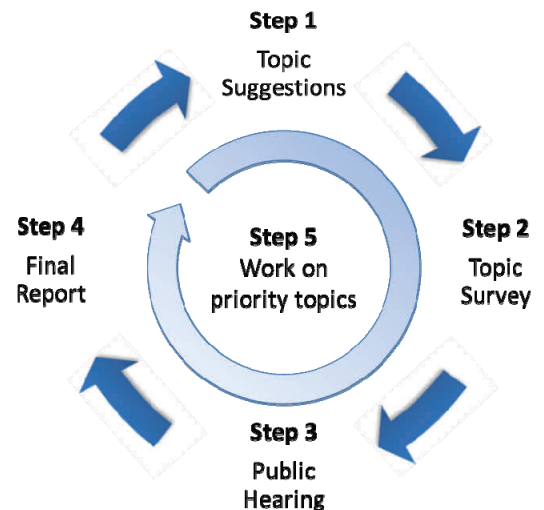 Step 1
Topic
Suggestions
Step 2
Topic
Survey
Step 3
Public
Hearing
Step 4
Final
Report
Step 5
Work on
priority topics